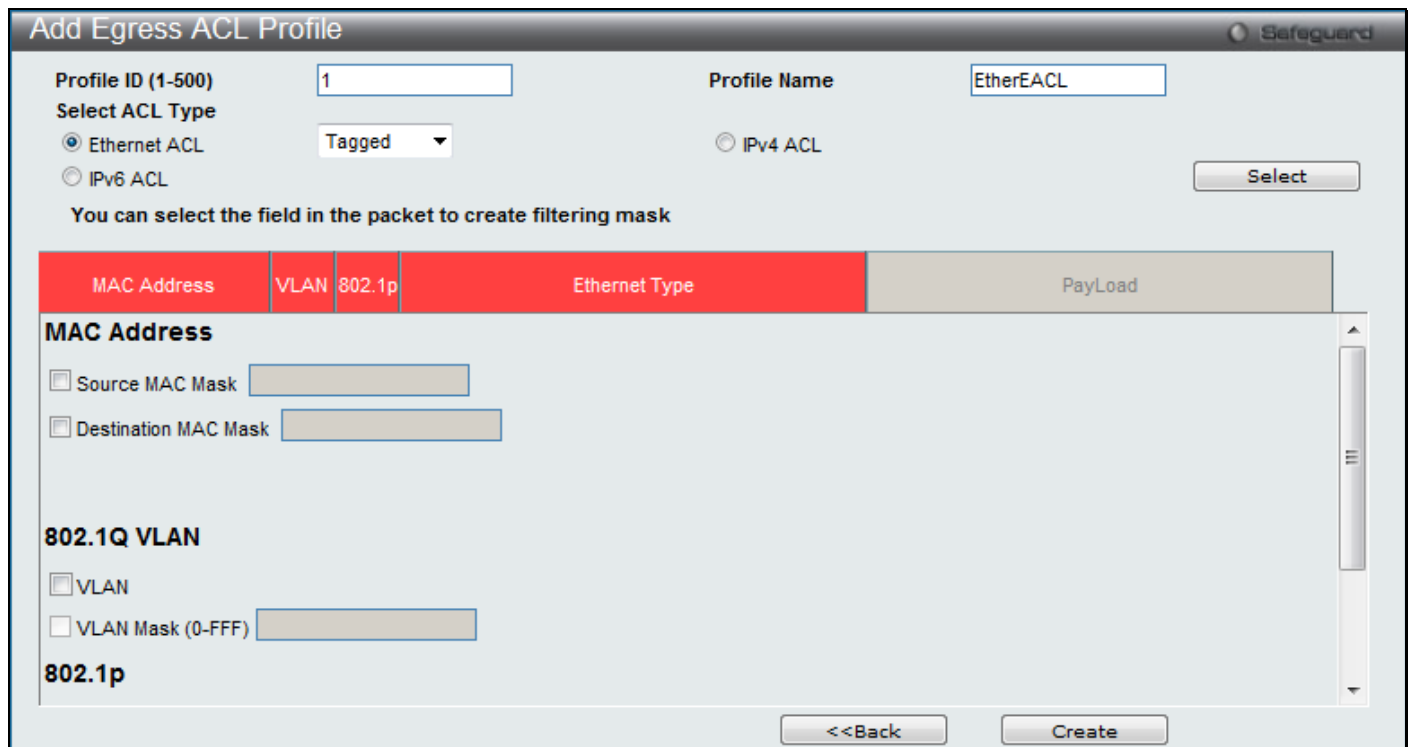 Add Egress ACL Profile
Safeguard
Profile ID (1-500) 1 Profile Name EtherEACL
Select ACL Type
Ethernet ACL Tagged IPv4 ACL
IPv6 ACL
Select
You can select the field in the packet to create filtering mask
MAC Address VLAN 802.1p Ethernet Type PayLoad
MAC Address
Source MAC Mask
Destination MAC Mask
802.1Q VLAN
VLAN
VLAN Mask (0-FFF)
802.1p
<<Back Create